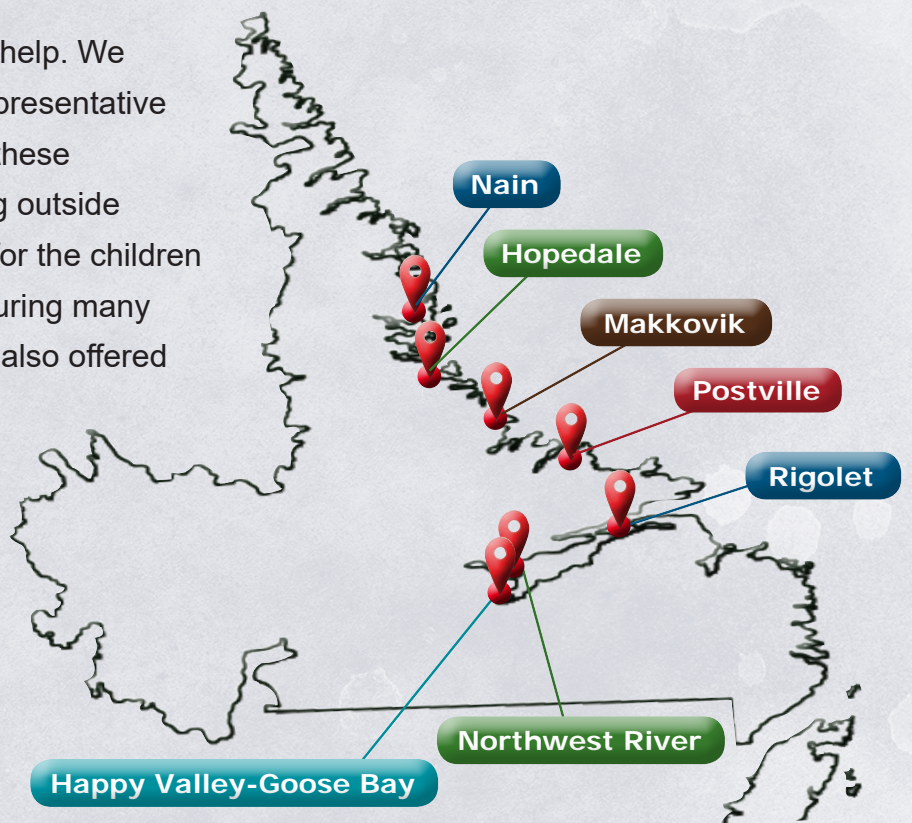 help. We
presentative
these
g outside
for the children
uring many
also offered
Nain
Hopedale
Makkovik
Postville
Rigolet
Northwest River
Happy Valley-Goose Bay